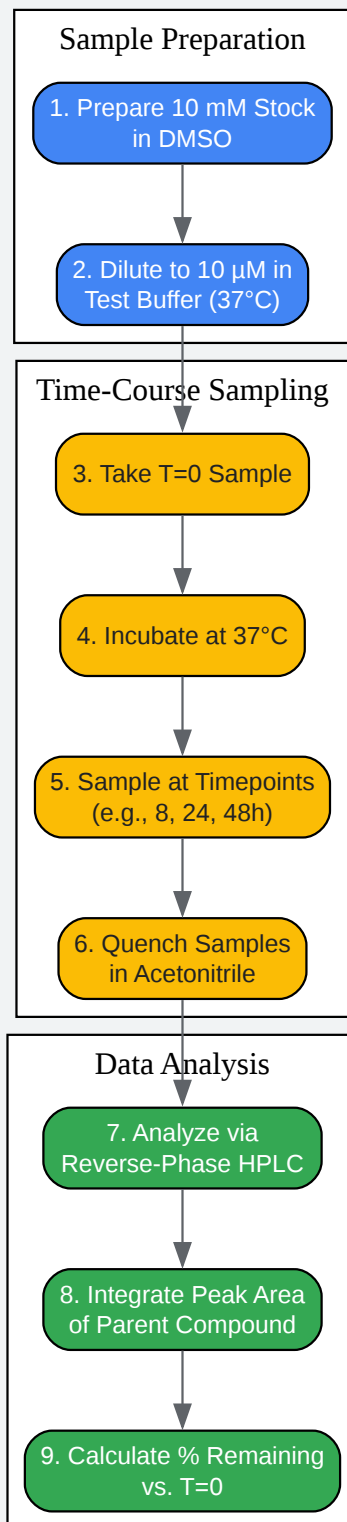 Sample Preparation
1. Prepare 10 mM Stock
in DMSO
2. Dilute to 10 µM in
Test Buffer (37°C)
Time-Course Sampling
3. Take T=0 Sample
4. Incubate at 37°C
5. Sample at Timepoints
(e.g., 8, 24, 48h)
6. Quench Samples
in Acetonitrile
Data Analysis
7. Analyze via
Reverse-Phase HPLC
8. Integrate Peak Area
of Parent Compound
9. Calculate % Remaining
vs. T=0